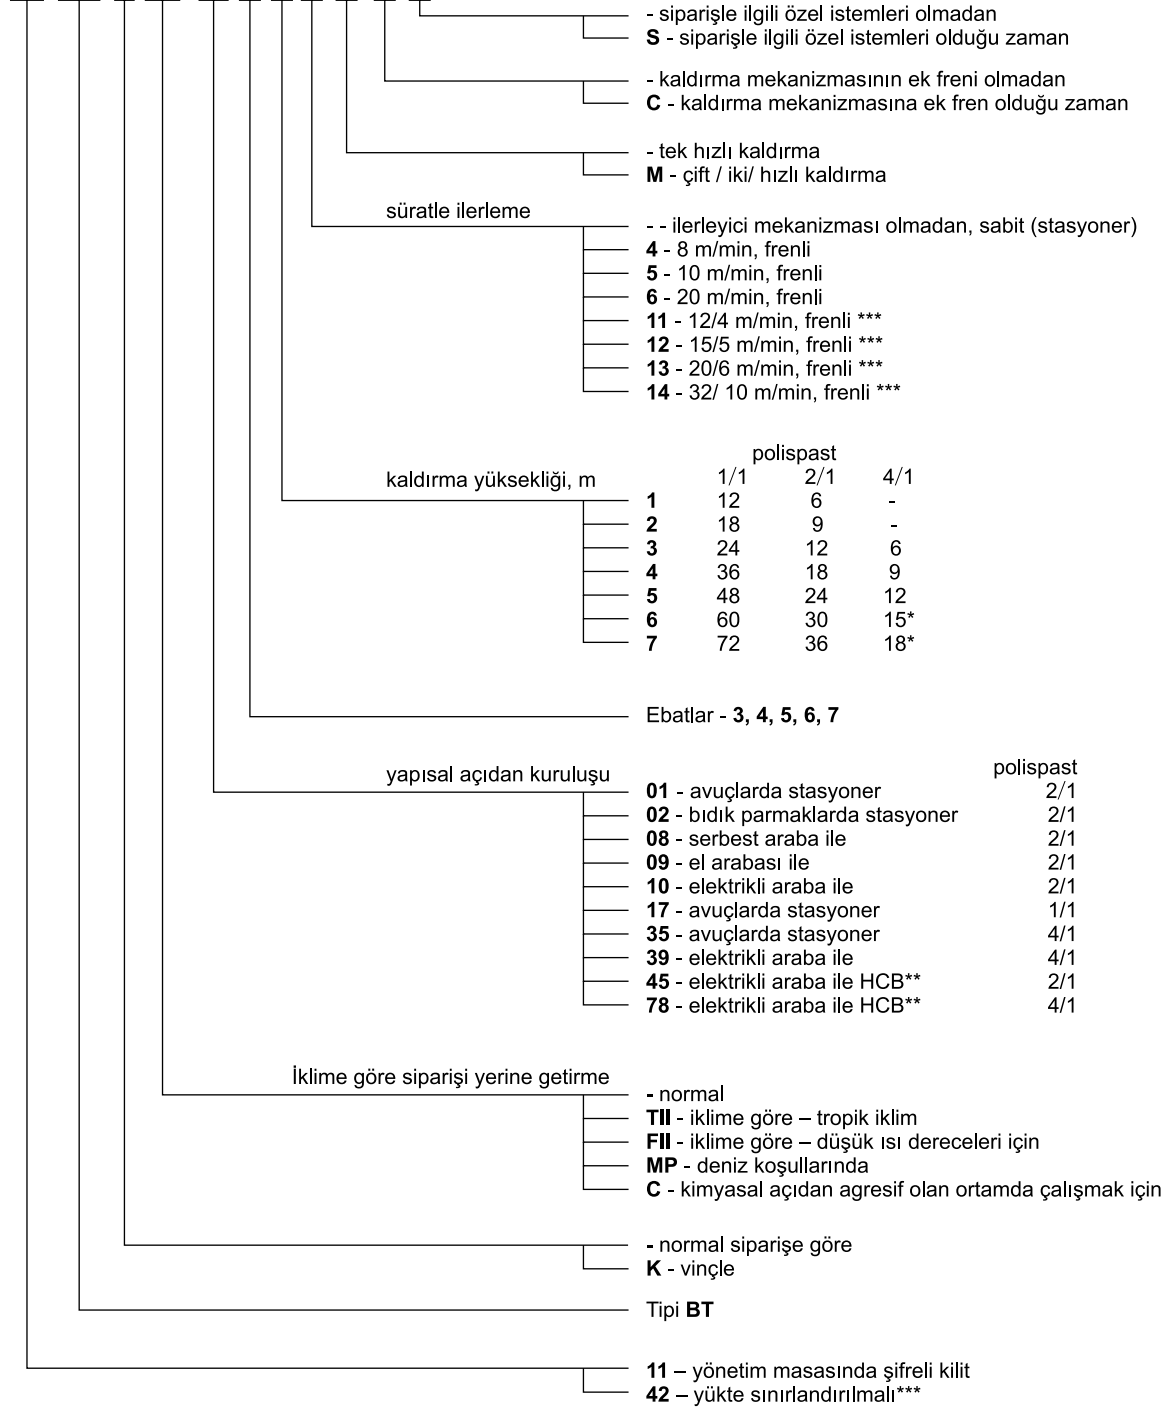 - siparişle ilgili özel istemleri olmadan
S - siparişle ilgili özel istemleri olduğu zaman
- kaldırma mekanizmasının ek freni olmadan
C - kaldırma mekanizmasına ek fren olduğu zaman
- tek hızlı kaldırma
M - çift / iki/ hızlı kaldırma
süratle ilerleme
- - ilerleyici mekanizması olmadan, sabit (stasyoner)
4 - 8 m/min, frenli
5 - 10 m/min, frenli
6 - 20 m/min, frenli
11 - 12/4 m/min, frenli ***
12 - 15/5 m/min, frenli ***
13 - 20/6 m/min, frenli ***
14 - 32/ 10 m/min, frenli ***
polispast
kaldırma yüksekliği, m 1/1 2/1 4/1
1 12 6 -
2 18 9 -
3 24 12 6
4 36 18 9
5 48 24 12
6 60 30 15*
7 72 36 18*
Ebatlar - 3, 4, 5, 6, 7
yapısal açıdan kuruluşu polispast
01 - avuçlarda stasyoner 2/1
02 - bıdık parmaklarda stasyoner 2/1
08 - serbest araba ile 2/1
09 - el arabası ile 2/1
10 - elektrikli araba ile 2/1
17 - avuçlarda stasyoner 1/1
35 - avuçlarda stasyoner 4/1
39 - elektrikli araba ile 4/1
45 - elektrikli araba ile HCB** 2/1
78 - elektrikli araba ile HCB** 4/1
İklime göre siparişi yerine getirme
- normal
TII - iklime göre – tropik iklim
FII - iklime göre – düşük ısı dereceleri için
MP - deniz koşullarında
C - kimyasal açıdan agresif olan ortamda çalışmak için
- normal siparişe göre
K - vinçle
Tipi BT
11 – yönetim masasında şifreli kilit
42 – yükte sınırlandırılmalı***